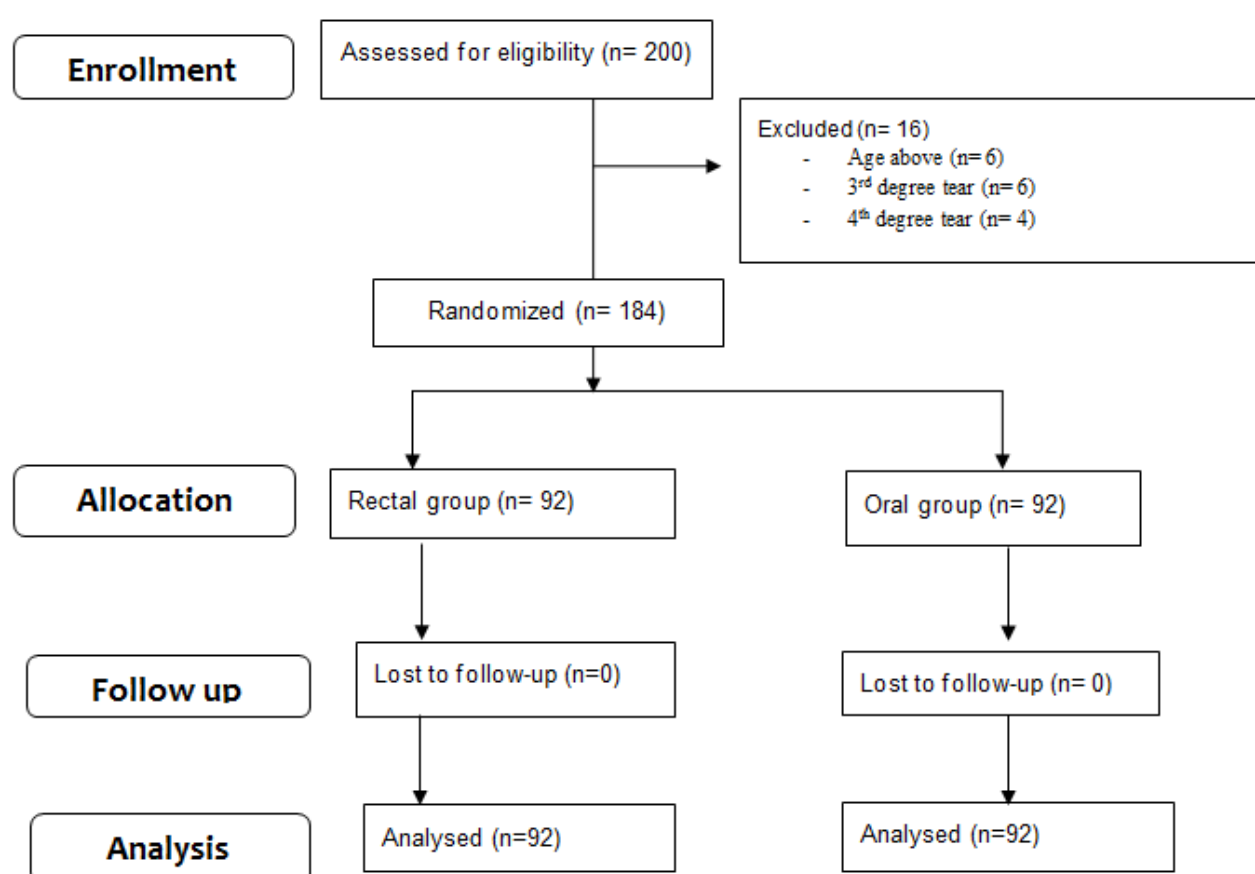 Enrollment
Assessed for eligibility (n= 200)
Excluded (n= 16)
- Age above (n= 6)
- 3rd degree tear (n= 6)
- 4th degree tear (n= 4)
Randomized (n= 184)
Allocation
Rectal group (n= 92)
Oral group (n= 92)
Follow up
Lost to follow-up (n=0)
Lost to follow-up (n= 0)
Analysis
Analysed (n=92)
Analysed (n=92)